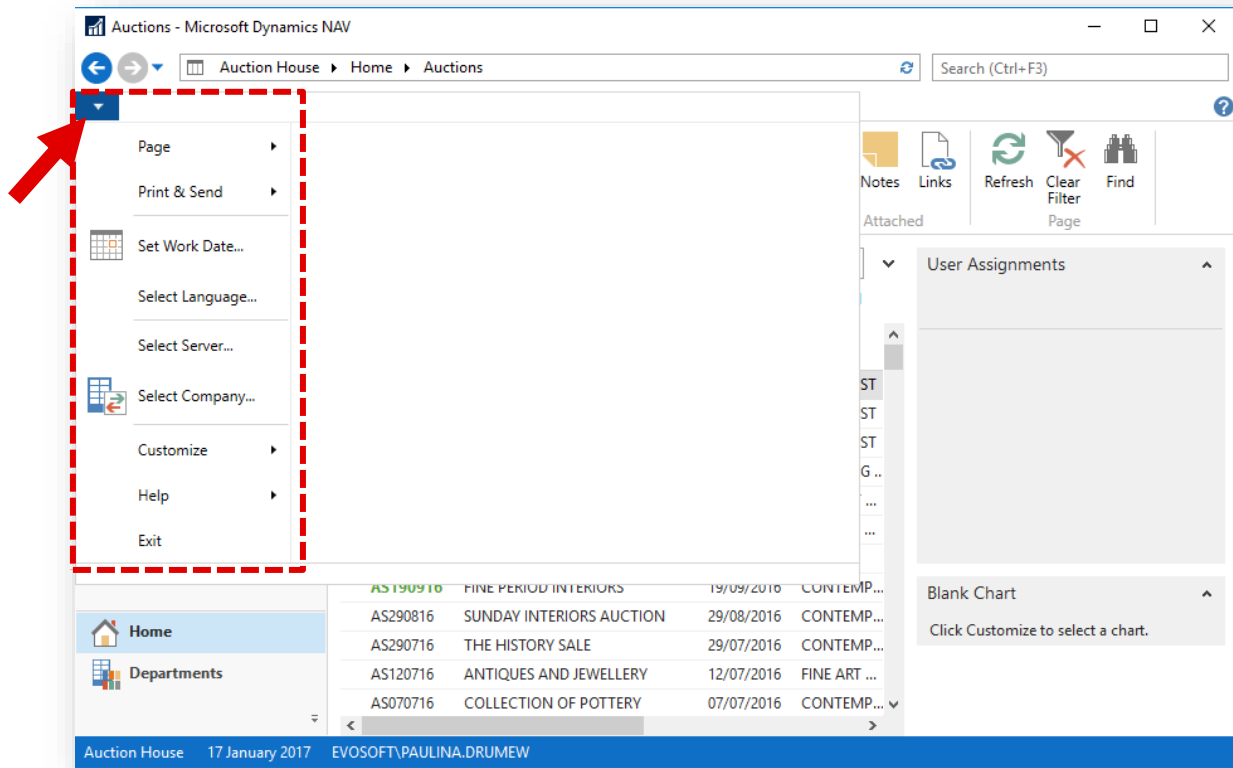 Auctions - Microsoft Dynamics NAV
Auction House Home Auctions
Search (Ctrl+F3)
Page
Print & Send
Set Work Date...
Select Language...
Select Server...
Select Company...
Customize
Help
Exit
Notes
Links
Refresh
Clear
Filter
Find
Attached
Page
User Assignments
ST
ST
ST
G ..
...
...
AS190916 FINE PERIOD INTERIORS 19/09/2016 CONTEMP...
AS290816 SUNDAY INTERIORS AUCTION 29/08/2016 CONTEMP...
AS290716 THE HISTORY SALE 29/07/2016 CONTEMP...
AS120716 ANTIQUES AND JEWELLERY 12/07/2016 FINE ART ...
AS070716 COLLECTION OF POTTERY 07/07/2016 CONTEMP...
Blank Chart
Click Customize to select a chart.
Home
Departments
Auction House 17 January 2017 EVOSOFT\PAULINA.DRUMEW